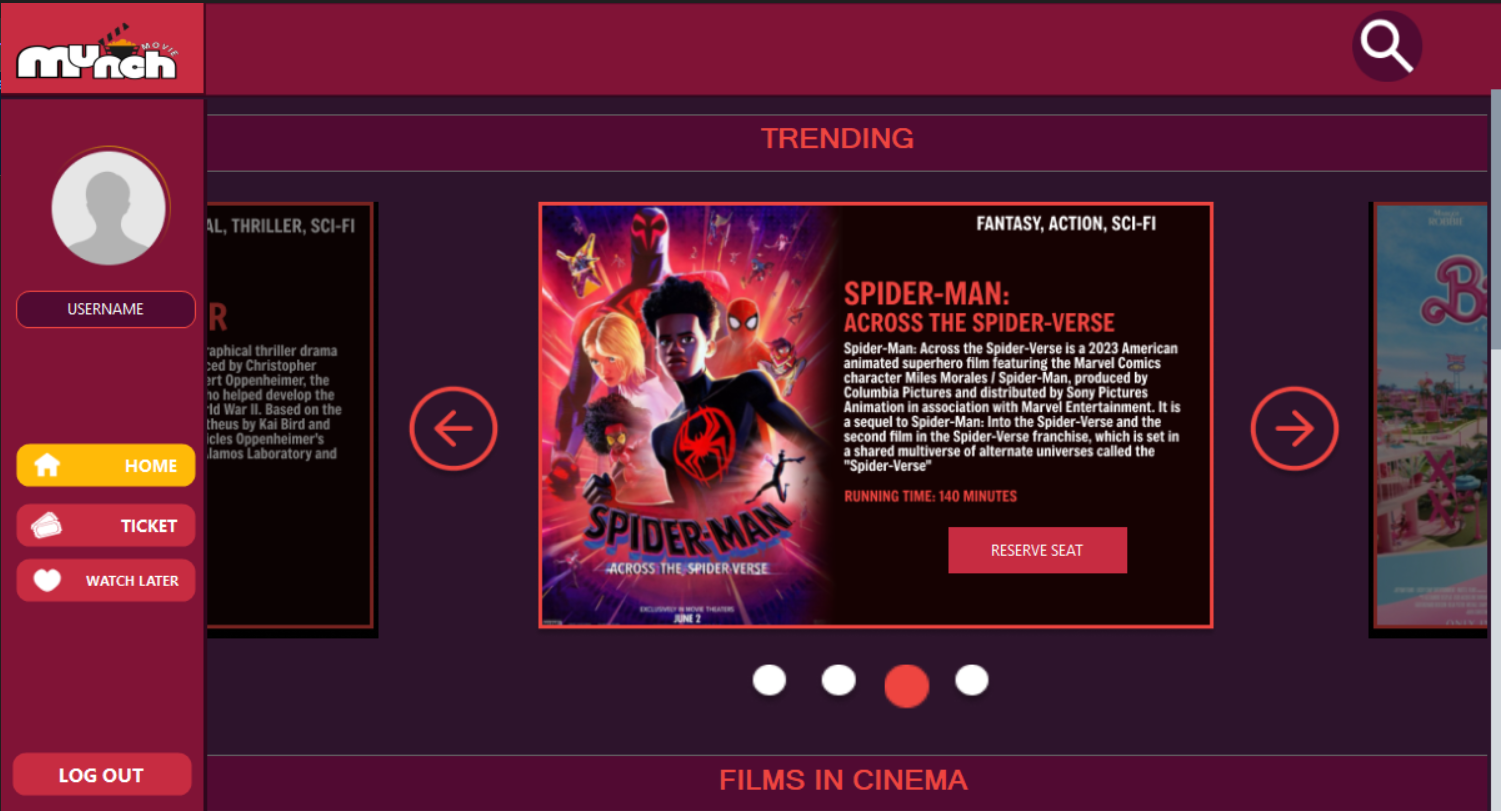 munch
MOVIE
TRENDING
USERNAME
HOME
TICKET
WATCH LATER
LOG OUT
AL, THRILLER, SCI-FI
R
raphical thriller drama
ced by Christopher
ert Oppenheimer, the
ho helped develop the
rld War II. Based on the
theus by Kai Bird and
icles Oppenheimer's
lamos Laboratory and
SPIDER-MAN
ACROSS THE SPIDER-VERSE
EXCLUSIVELY IN MOVIE THEATERS
JUNE 2
FANTASY, ACTION, SCI-FI
SPIDER-MAN:
ACROSS THE SPIDER-VERSE
Spider-Man: Across the Spider-Verse is a 2023 American
animated superhero film featuring the Marvel Comics
character Miles Morales / Spider-Man, produced by
Columbia Pictures and distributed by Sony Pictures
Animation in association with Marvel Entertainment. It is
a sequel to Spider-Man: Into the Spider-Verse and the
second film in the Spider-Verse franchise, which is set in
a shared multiverse of alternate universes called the
"Spider-Verse"
RUNNING TIME: 140 MINUTES
RESERVE SEAT
B
FILMS IN CINEMA